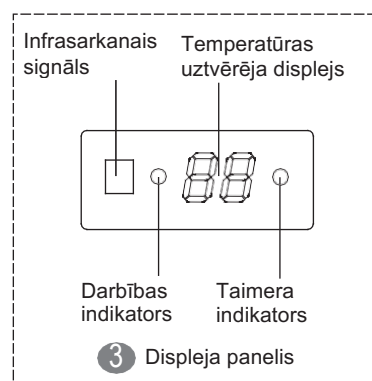 Infrasarkanais
signāls
Temperatūras
uztvērēja displejs
88
Darbības
indikators
Taimera
indikators
3 Displeja panelis